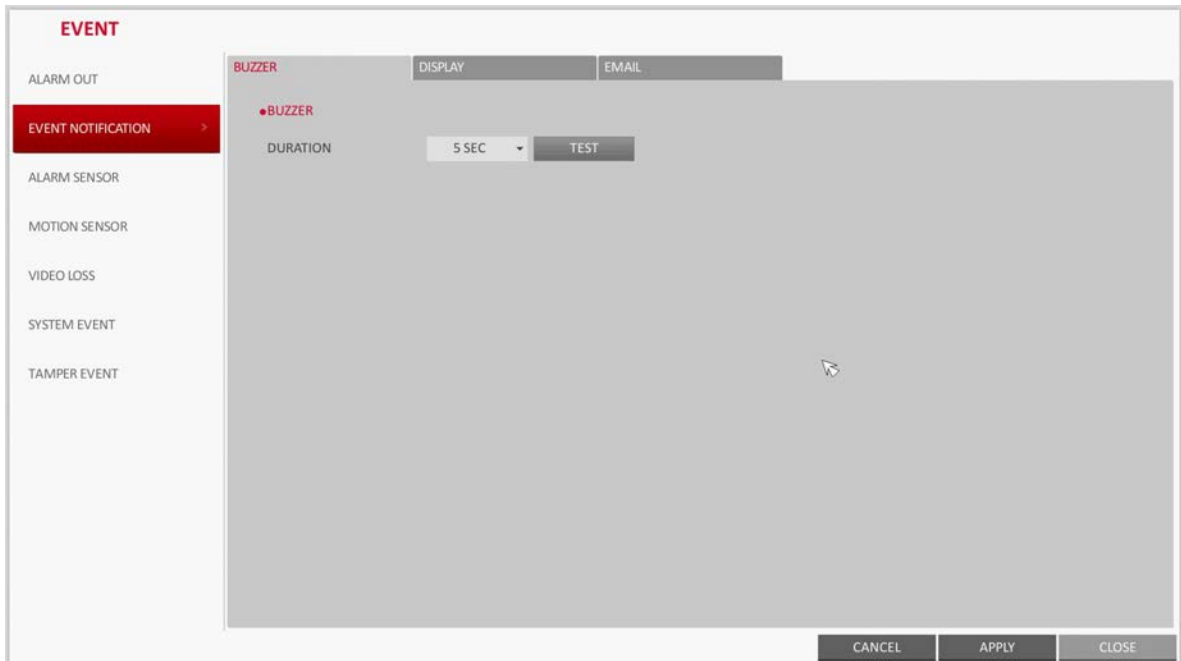 EVENT
ALARM OUT
EVENT NOTIFICATION >
ALARM SENSOR
MOTION SENSOR
VIDEO LOSS
SYSTEM EVENT
TAMPER EVENT
BUZZER DISPLAY EMAIL
●BUZZER
DURATION 5 SEC TEST
CANCEL APPLY CLOSE